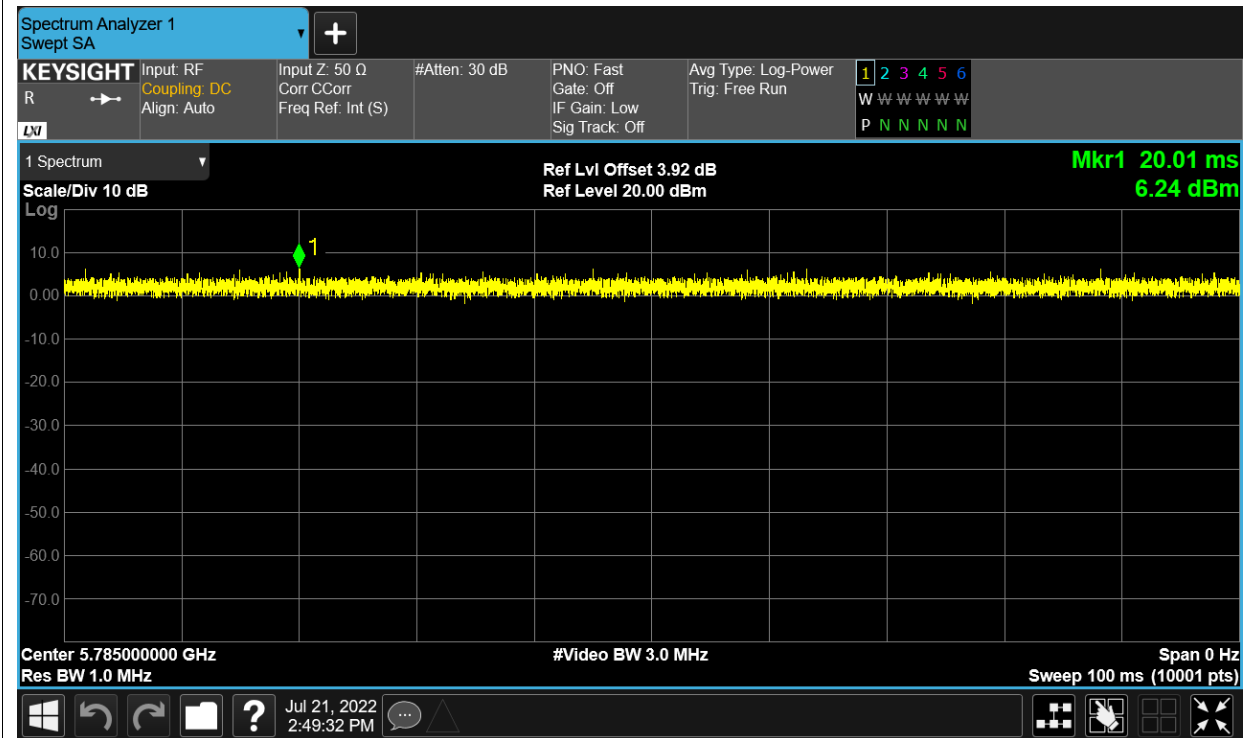 Spectrum Analyzer 1
Swept SA
KEYSIGHT
R
LXI
Input: RF
Coupling: DC
Align: Auto
Input Z: 50 Ω
Corr CCorr
Freq Ref: Int (S)
#Atten: 30 dB
PNO: Fast
Gate: Off
IF Gain: Low
Sig Track: Off
Avg Type: Log-Power
Trig: Free Run
1 2 3 4 5 6
W W W W W W
P N N N N N
1 Spectrum
Scale/Div 10 dB
Log
Ref Lvl Offset 3.92 dB
Ref Level 20.00 dBm
Mkr1 20.01 ms
6.24 dBm
1
10.0
0.00
-10.0
-20.0
-30.0
-40.0
-50.0
-60.0
-70.0
Center 5.785000000 GHz
#Video BW 3.0 MHz
Span 0 Hz
Res BW 1.0 MHz
Sweep 100 ms (10001 pts)
?
Jul 21, 2022
2:49:32 PM